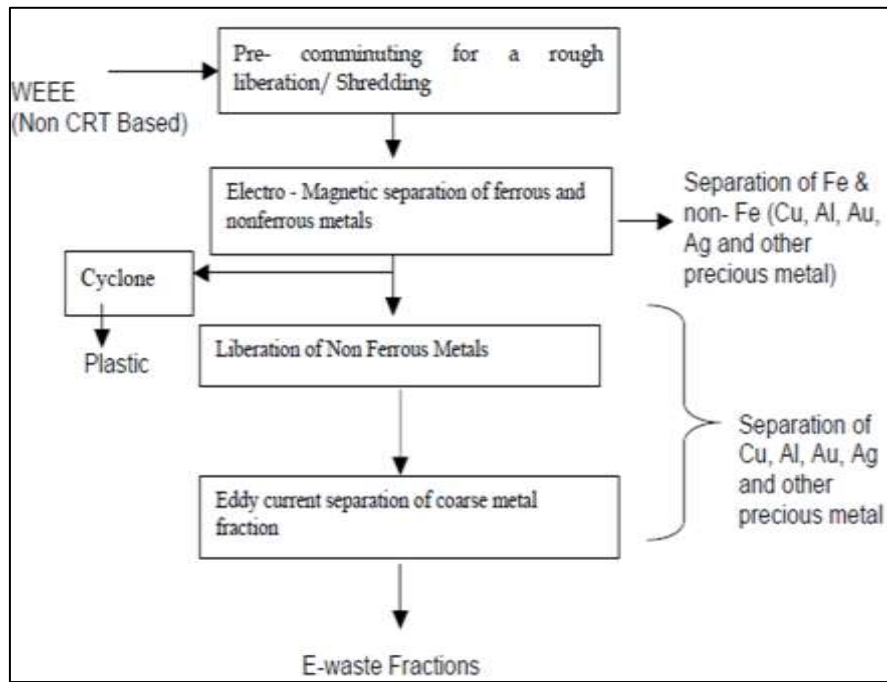 Pre- comminuting for a rough
liberation/ Shredding
WEEE
(Non CRT Based)
Electro - Magnetic separation of ferrous and
nonferrous metals
Separation of Fe &
non- Fe (Cu, Al, Au,
Ag and other
precious metal)
Cyclone
Plastic
Liberation of Non Ferrous Metals
Separation of
Cu, Al, Au, Ag
and other
precious metal
Eddy current separation of coarse metal
fraction
E-waste Fractions